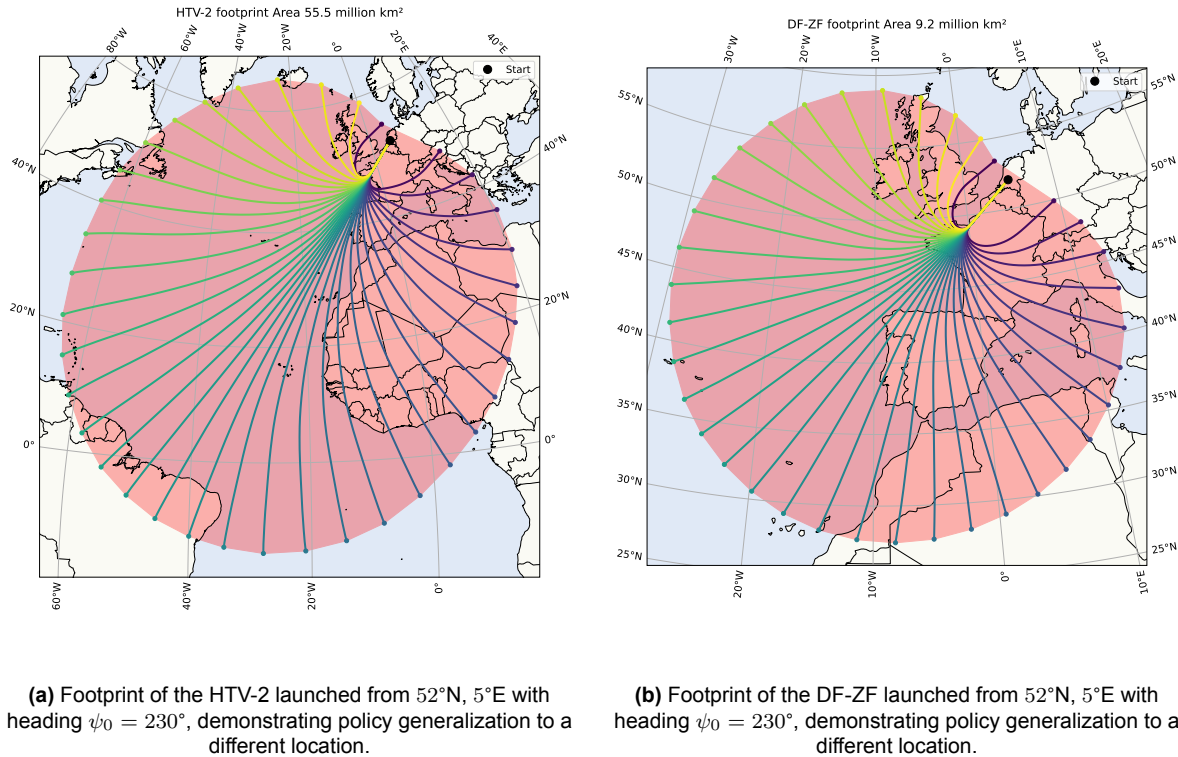 HTV-2 footprint Area 55.5 million km²
80°W
60°W
40°W
20°W
0°
20°E
40°E
Start
40°N
20°N
0°
40°N
20°N
0°
60°W
40°W
20°W
0°
DF-ZF footprint Area 9.2 million km²
30°W
20°W
10°W
0°
10°E
20°E
Start
55°N
50°N
45°N
40°N
35°N
30°N
25°N
55°N
50°N
45°N
40°N
35°N
30°N
25°N
20°W
10°W
0°
10°E
(a) Footprint of the HTV-2 launched from 52°N, 5°E with
heading ψ₀ = 230°, demonstrating policy generalization to a
different location.
(b) Footprint of the DF-ZF launched from 52°N, 5°E with
heading ψ₀ = 230°, demonstrating policy generalization to a
different location.